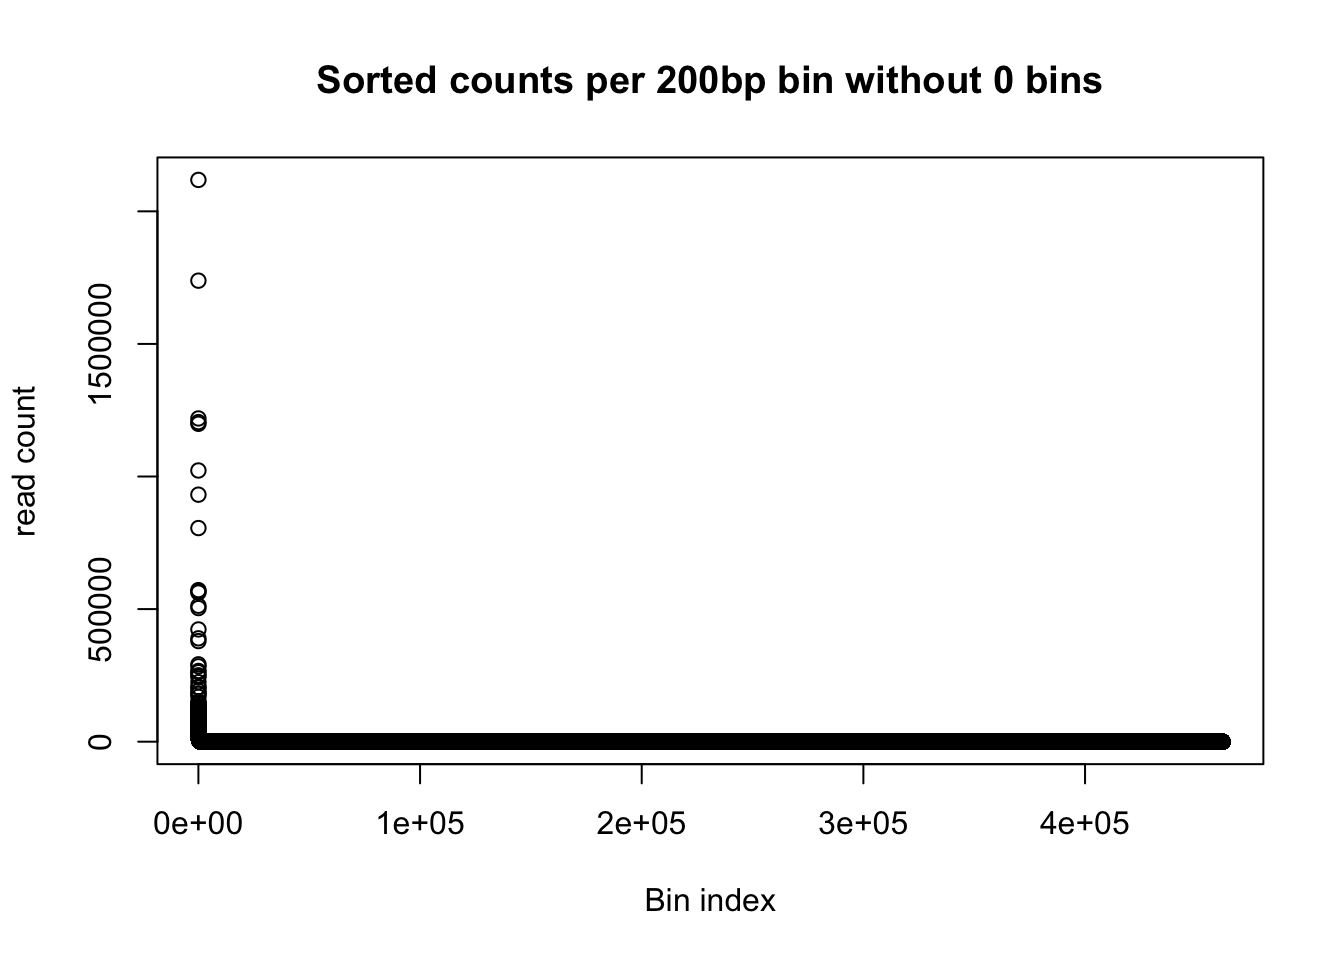 Sorted counts per 200bp bin without 0 bins
read count
1500000
500000
0
0e+00 1e+05 2e+05 3e+05 4e+05
Bin index